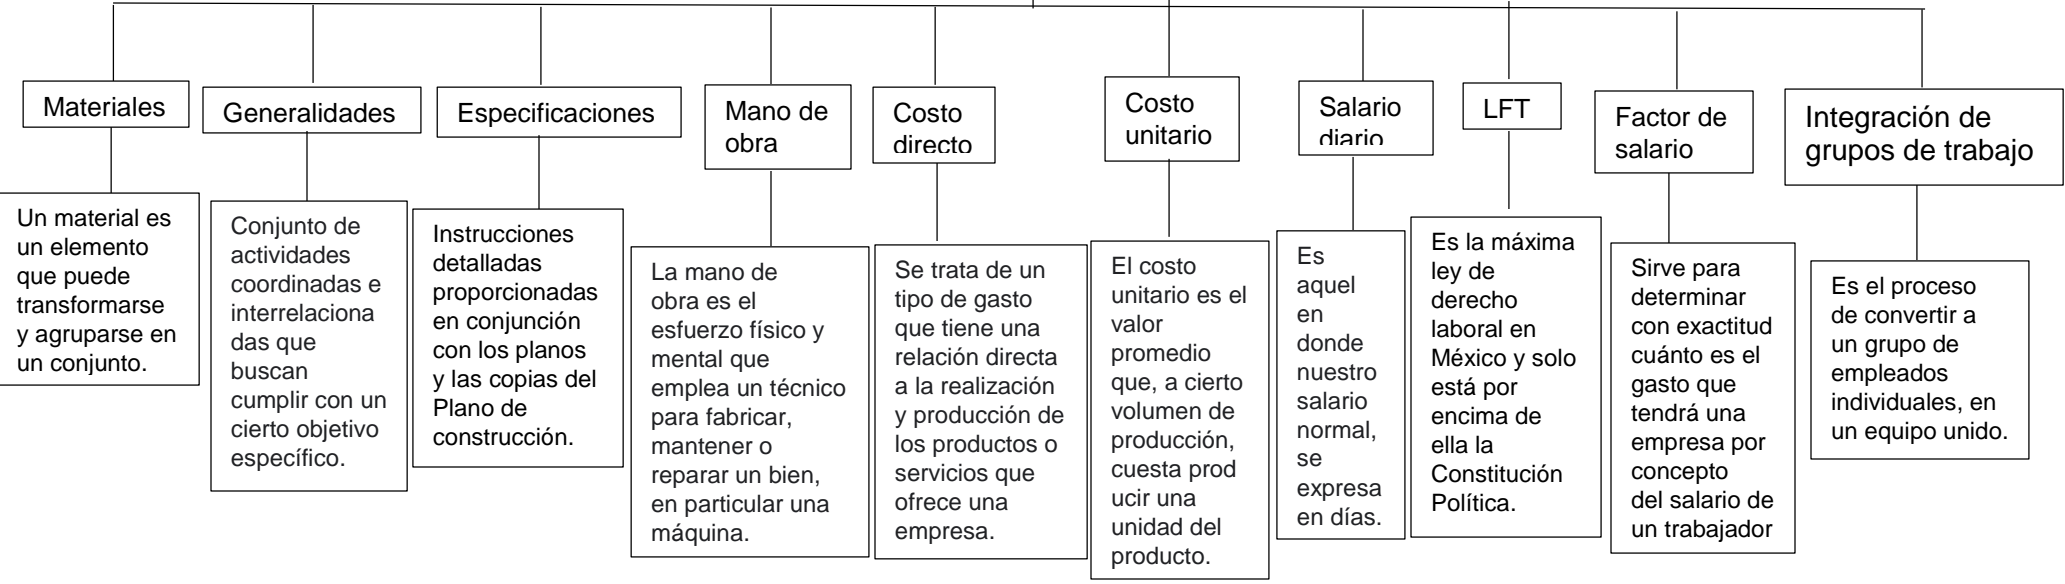 Materiales
Generalidades
Especificaciones
Mano de
obra
Costo
directo
Costo
unitario
Salario
diario
LFT
Factor de
salario
Integración de
grupos de trabajo
Un material es
un elemento
que puede
transformarse
y agruparse en
un conjunto.
Conjunto de
actividades
coordinadas e
interrelaciona
das que
buscan
cumplir con un
cierto objetivo
específico.
Instrucciones
detalladas
proporcionadas
en conjunción
con los planos
y las copias del
Plano de
construcción.
La mano de
obra es el
esfuerzo físico y
mental que
emplea un técnico
para fabricar,
mantener o
reparar un bien,
en particular una
máquina.
Se trata de un
tipo de gasto
que tiene una
relación directa
a la realización
y producción de
los productos o
servicios que
ofrece una
empresa.
El costo
unitario es el
valor
promedio
que, a cierto
volumen de
producción,
cuesta prod
ucir una
unidad del
producto.
Es
aquel
en
donde
nuestro
salario
normal,
se
expresa
en días.
Es la máxima
ley de
derecho
laboral en
México y solo
está por
encima de
ella la
Constitución
Política.
Sirve para
determinar
con exactitud
cuánto es el
gasto que
tendrá una
empresa por
concepto
del salario de
un trabajador
Es el proceso
de convertir a
un grupo de
empleados
individuales, en
un equipo unido.